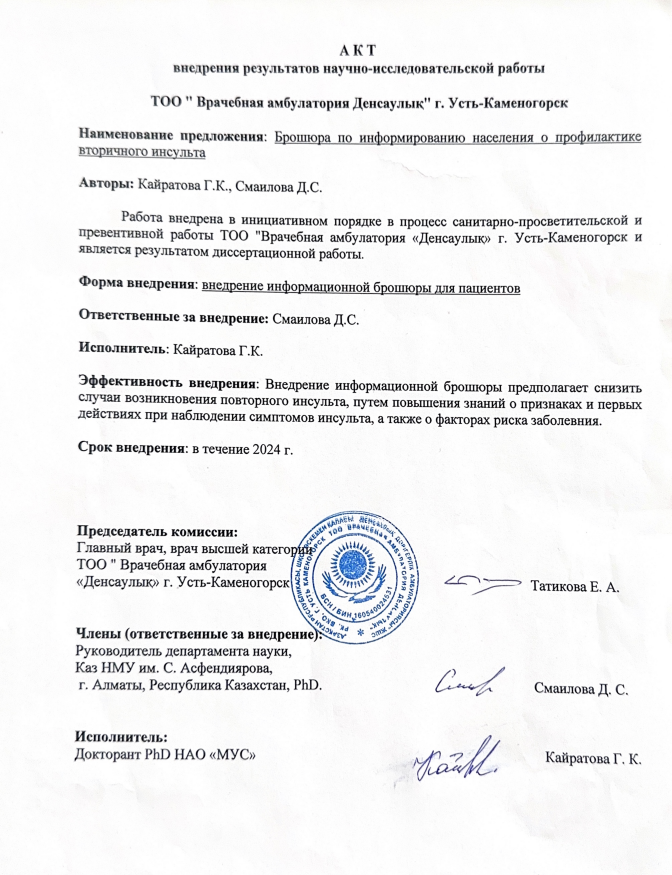 А К Т
внедрения результатов научно-исследовательской работы
ТОО " Врачебная амбулатория Денсаулық" г. Усть-Каменогорск
Наименование предложения: Брошюра по информированию населения о профилактике
вторичного инсульта
Авторы: Кайратова Г.К., Смаилова Д.С.
Работа внедрена в инициативном порядке в процесс санитарно-просветительской и
превентивной работы ТОО "Врачебная амбулатория «Денсаулық» г. Усть-Каменогорск и
является результатом диссертационной работы.
Форма внедрения: внедрение информационной брошюры для пациентов
Ответственные за внедрение: Смаилова Д.С.
Исполнитель: Кайратова Г.К.
Эффективность внедрения: Внедрение информационной брошюры предполагает снизить
случаи возникновения повторного инсульта, путем повышения знаний о признаках и первых
действиях при наблюдении симптомов инсульта, а также о факторах риска заболевния.
Срок внедрения: в течение 2024 г.
Председатель комиссии:
Главный врач, врач высшей категории
ТОО " Врачебная амбулатория
«Денсаулық» г. Усть-Каменогорск
Татикова Е. А.
Члены (ответственные за внедрение):
Руководитель департамента науки,
Каз НМУ им. С. Асфендиярова,
г. Алматы, Республика Казахстан, PhD.
Смаилова Д. С.
Исполнитель:
Докторант PhD НАО «МУС»
Кайратова Г. К.